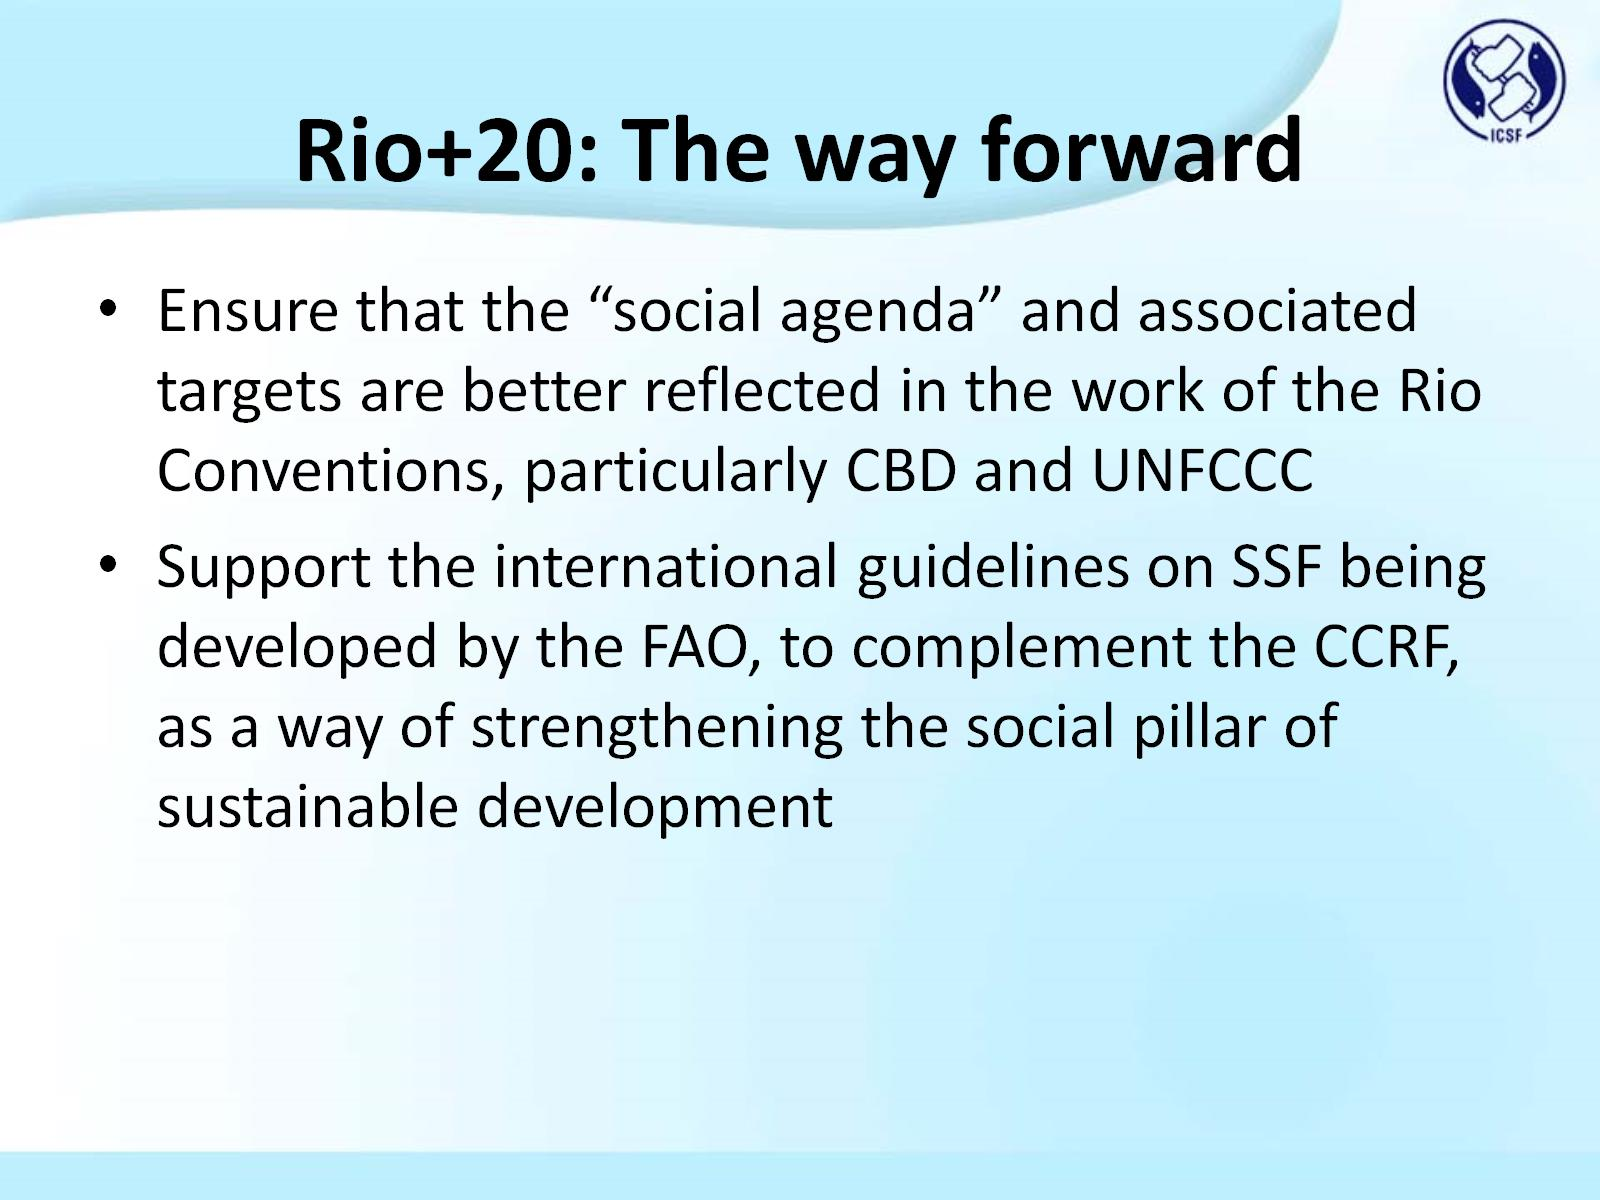 ICSF
Rio+20: The way forward
• Ensure that the “social agenda” and associated
targets are better reflected in the work of the Rio
Conventions, particularly CBD and UNFCCC
• Support the international guidelines on SSF being
developed by the FAO, to complement the CCRF,
as a way of strengthening the social pillar of
sustainable development